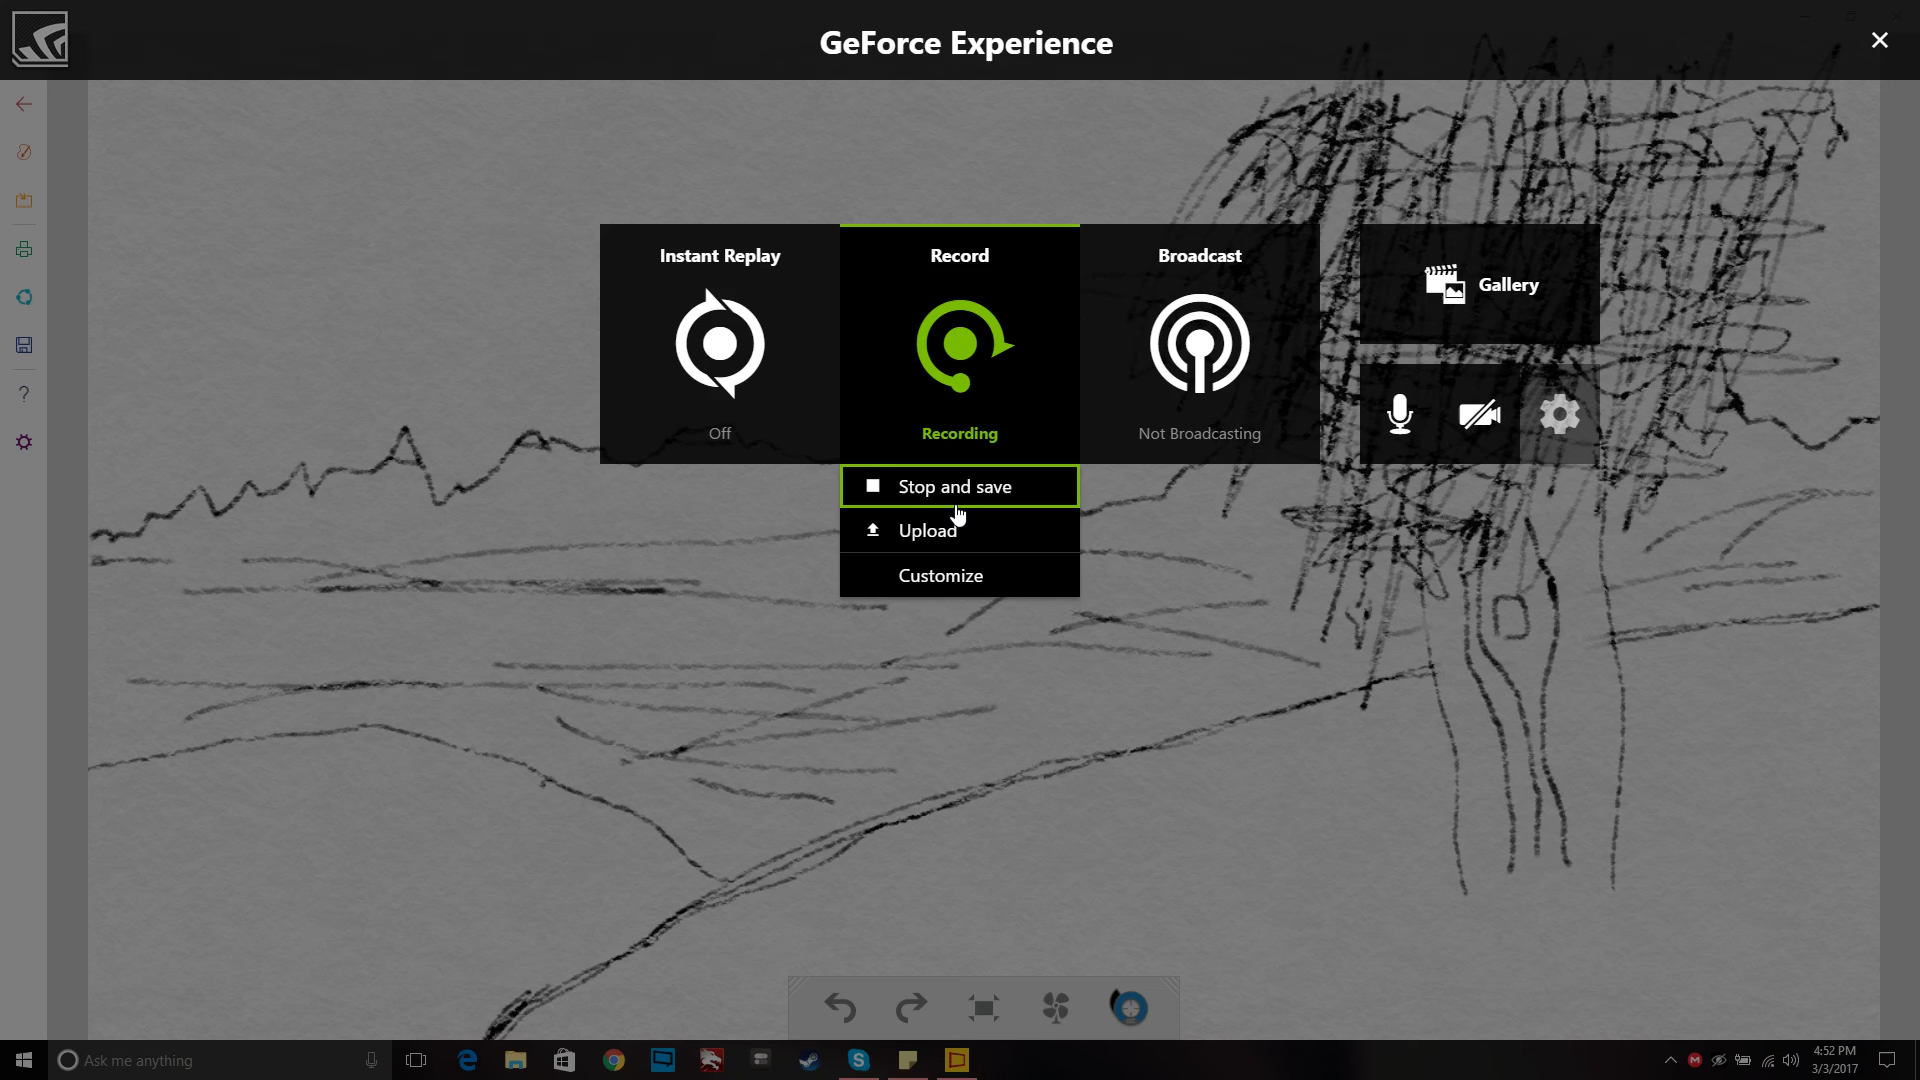 GeForce Experience
Instant Replay
Off
Record
Recording
Broadcast
Not Broadcasting
Gallery
Stop and save
Upload
Customize
Ask me anything
4:52 PM
3/3/2017